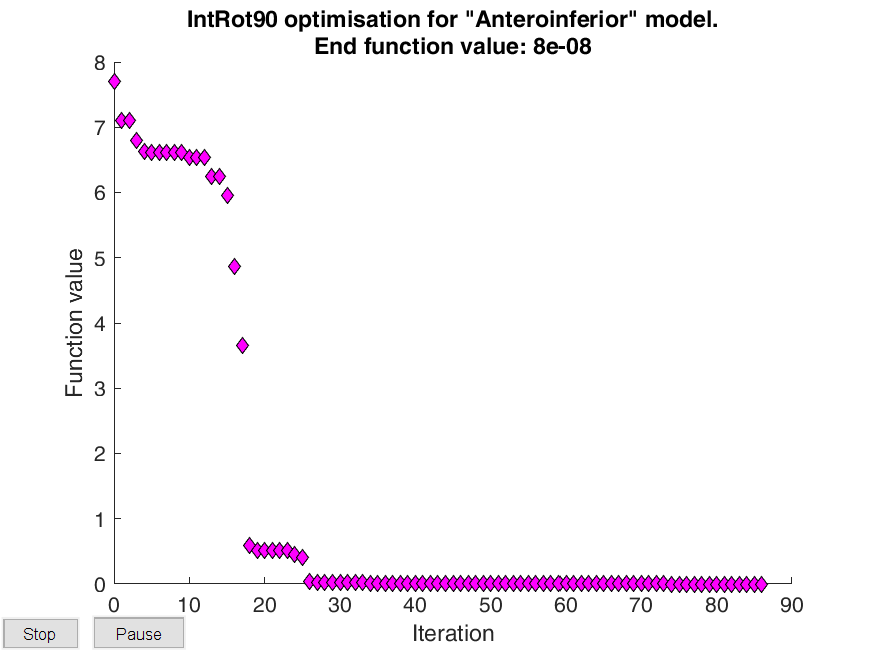 IntRot90 optimisation for "Anteroinferior" model.
End function value: 8e-08
8
7
6
5
4
3
2
1
0
Function value
0 10 20 30 40 50 60 70 80 90
Iteration
Stop Pause